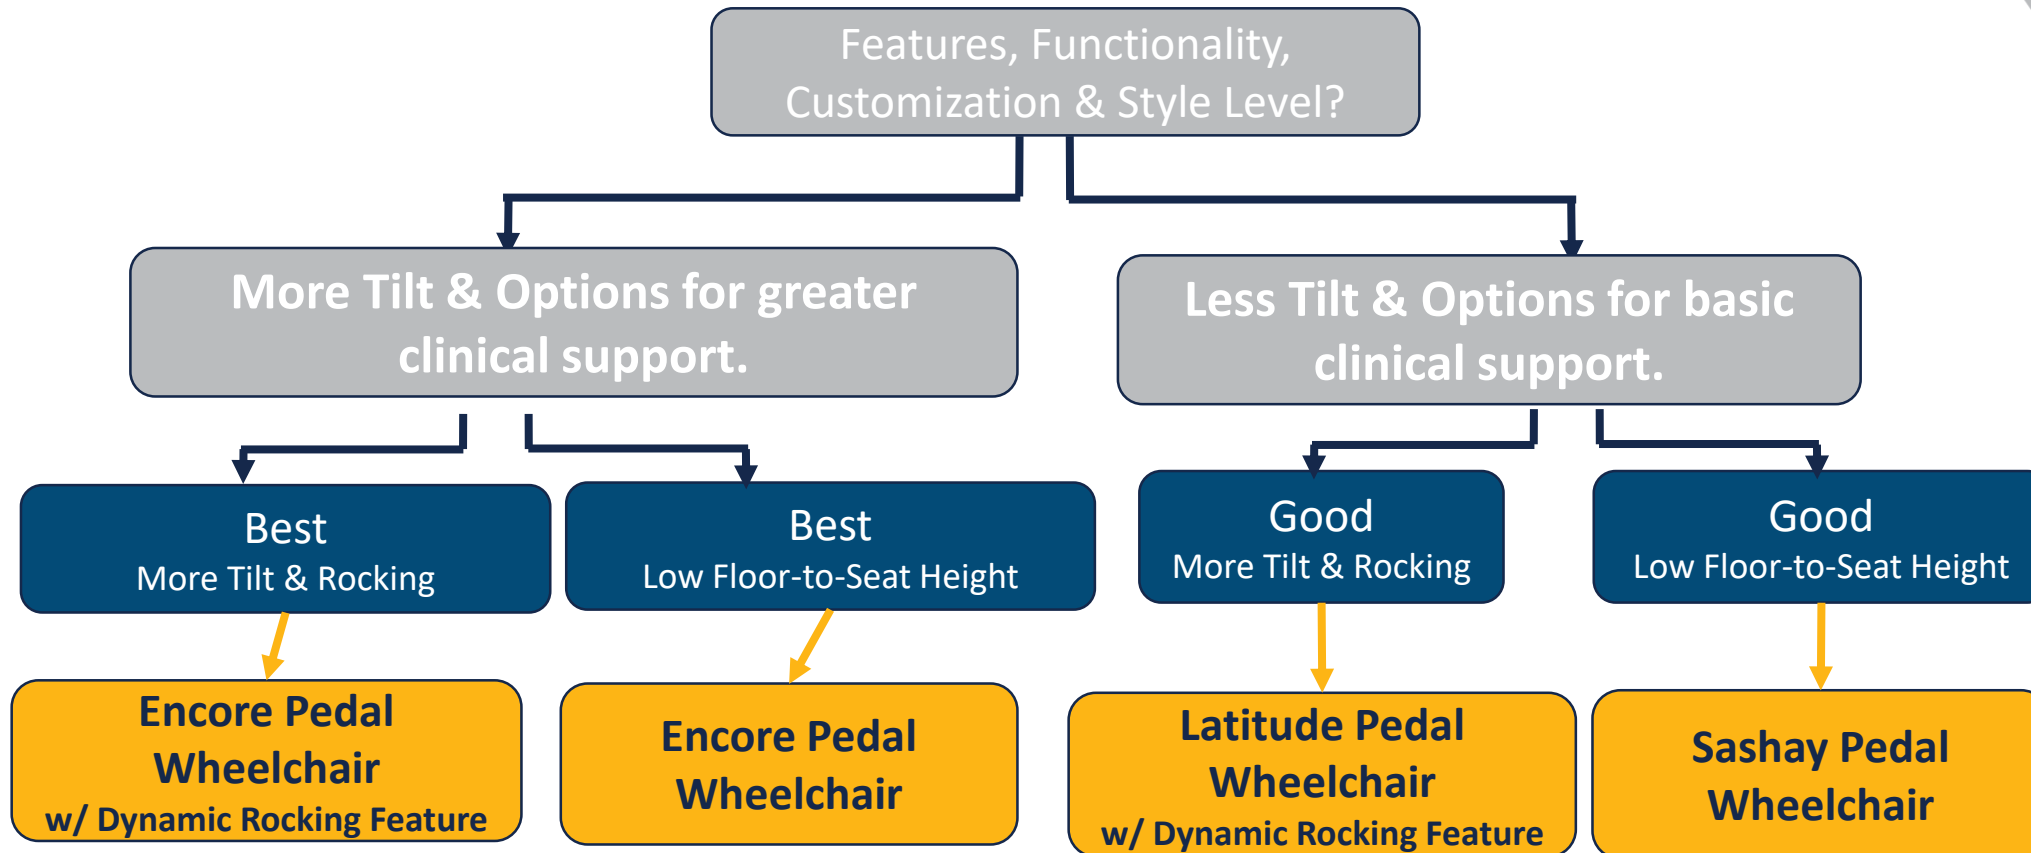 Features, Functionality,
Customization & Style Level?
More Tilt & Options for greater
clinical support.
Less Tilt & Options for basic
clinical support.
Best
More Tilt & Rocking
Best
Low Floor-to-Seat Height
Good
More Tilt & Rocking
Good
Low Floor-to-Seat Height
Encore Pedal
Wheelchair
w/ Dynamic Rocking Feature
Encore Pedal
Wheelchair
Latitude Pedal
Wheelchair
w/ Dynamic Rocking Feature
Sashay Pedal
Wheelchair